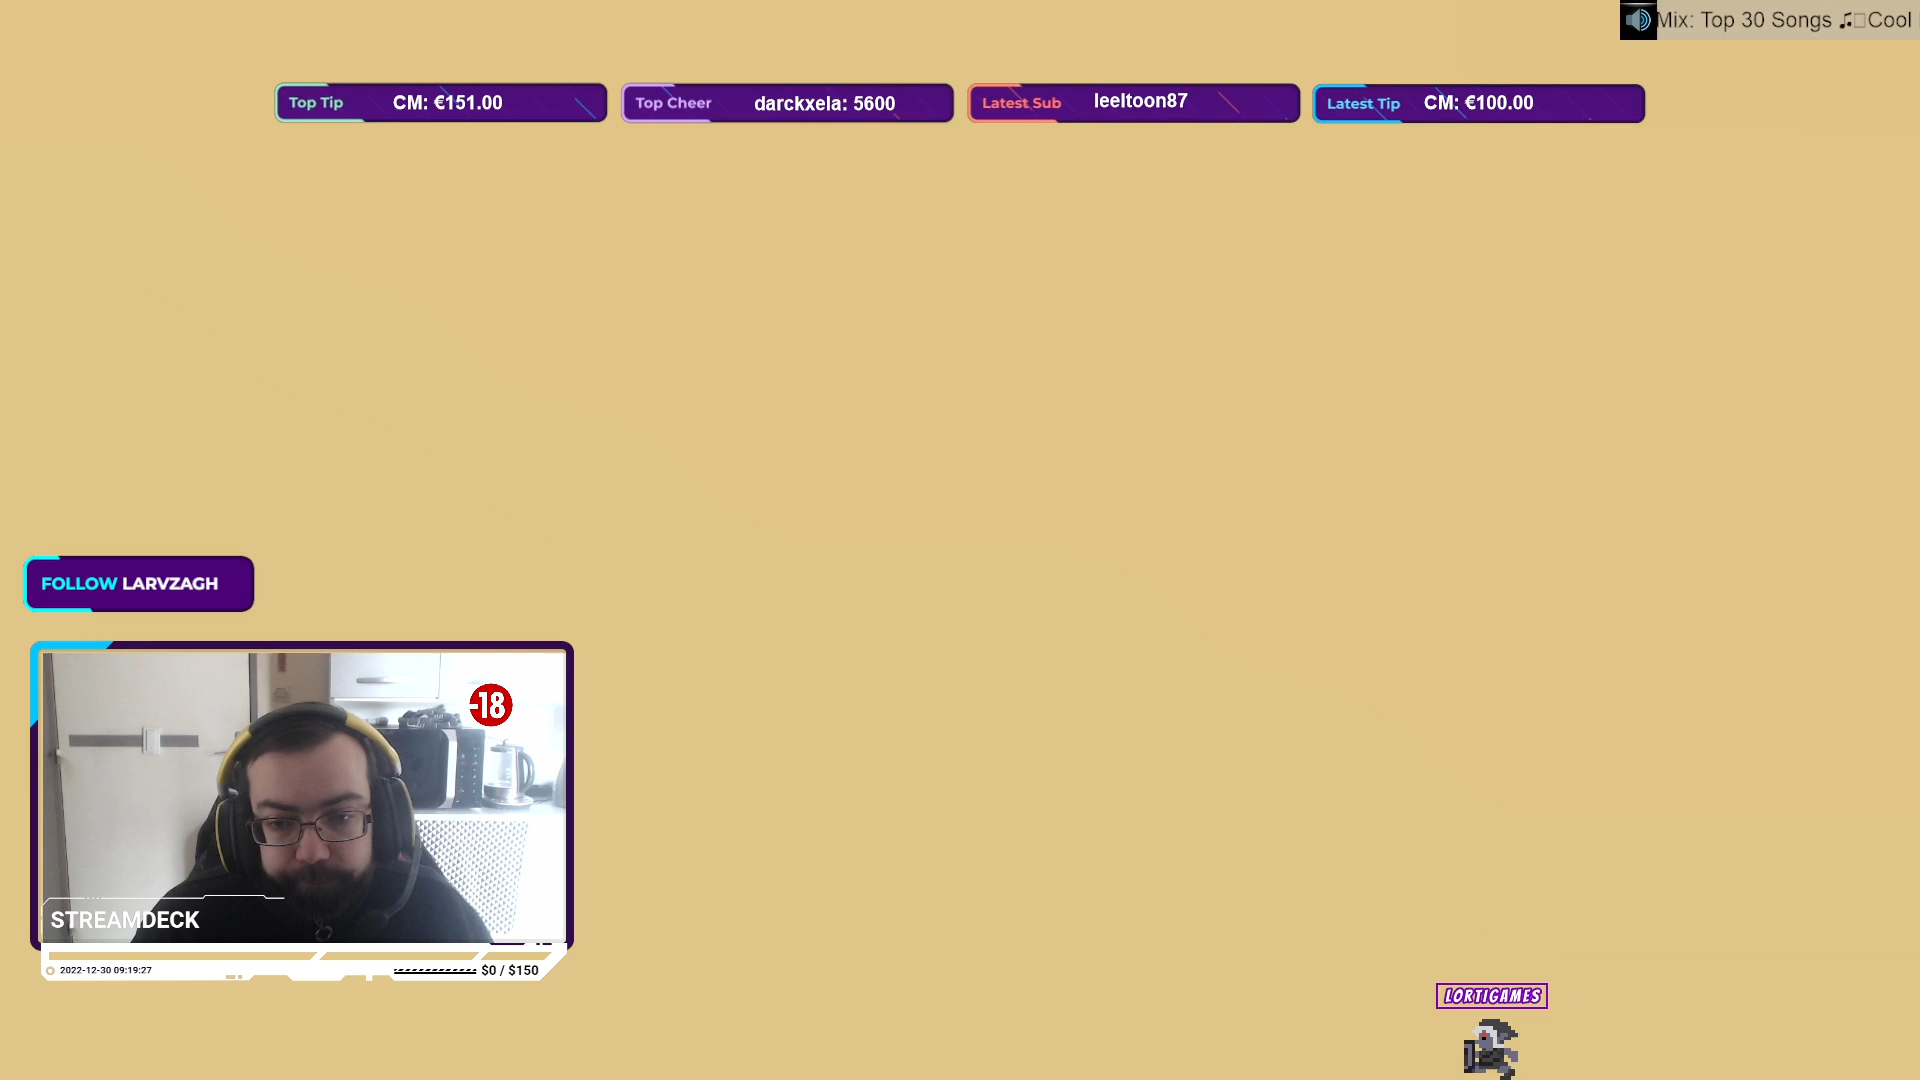 Mix: Top 30 Songs ♫□Cool
Top Tip CM: €151.00
Top Cheer darckxela: 5600
Latest Sub leeltoon87
Latest Tip CM: €100.00
FOLLOW LARVZAGH
-18
STREAMDECK
2022-12-30 09:19:27
$0 / $150
LORTIGAMES